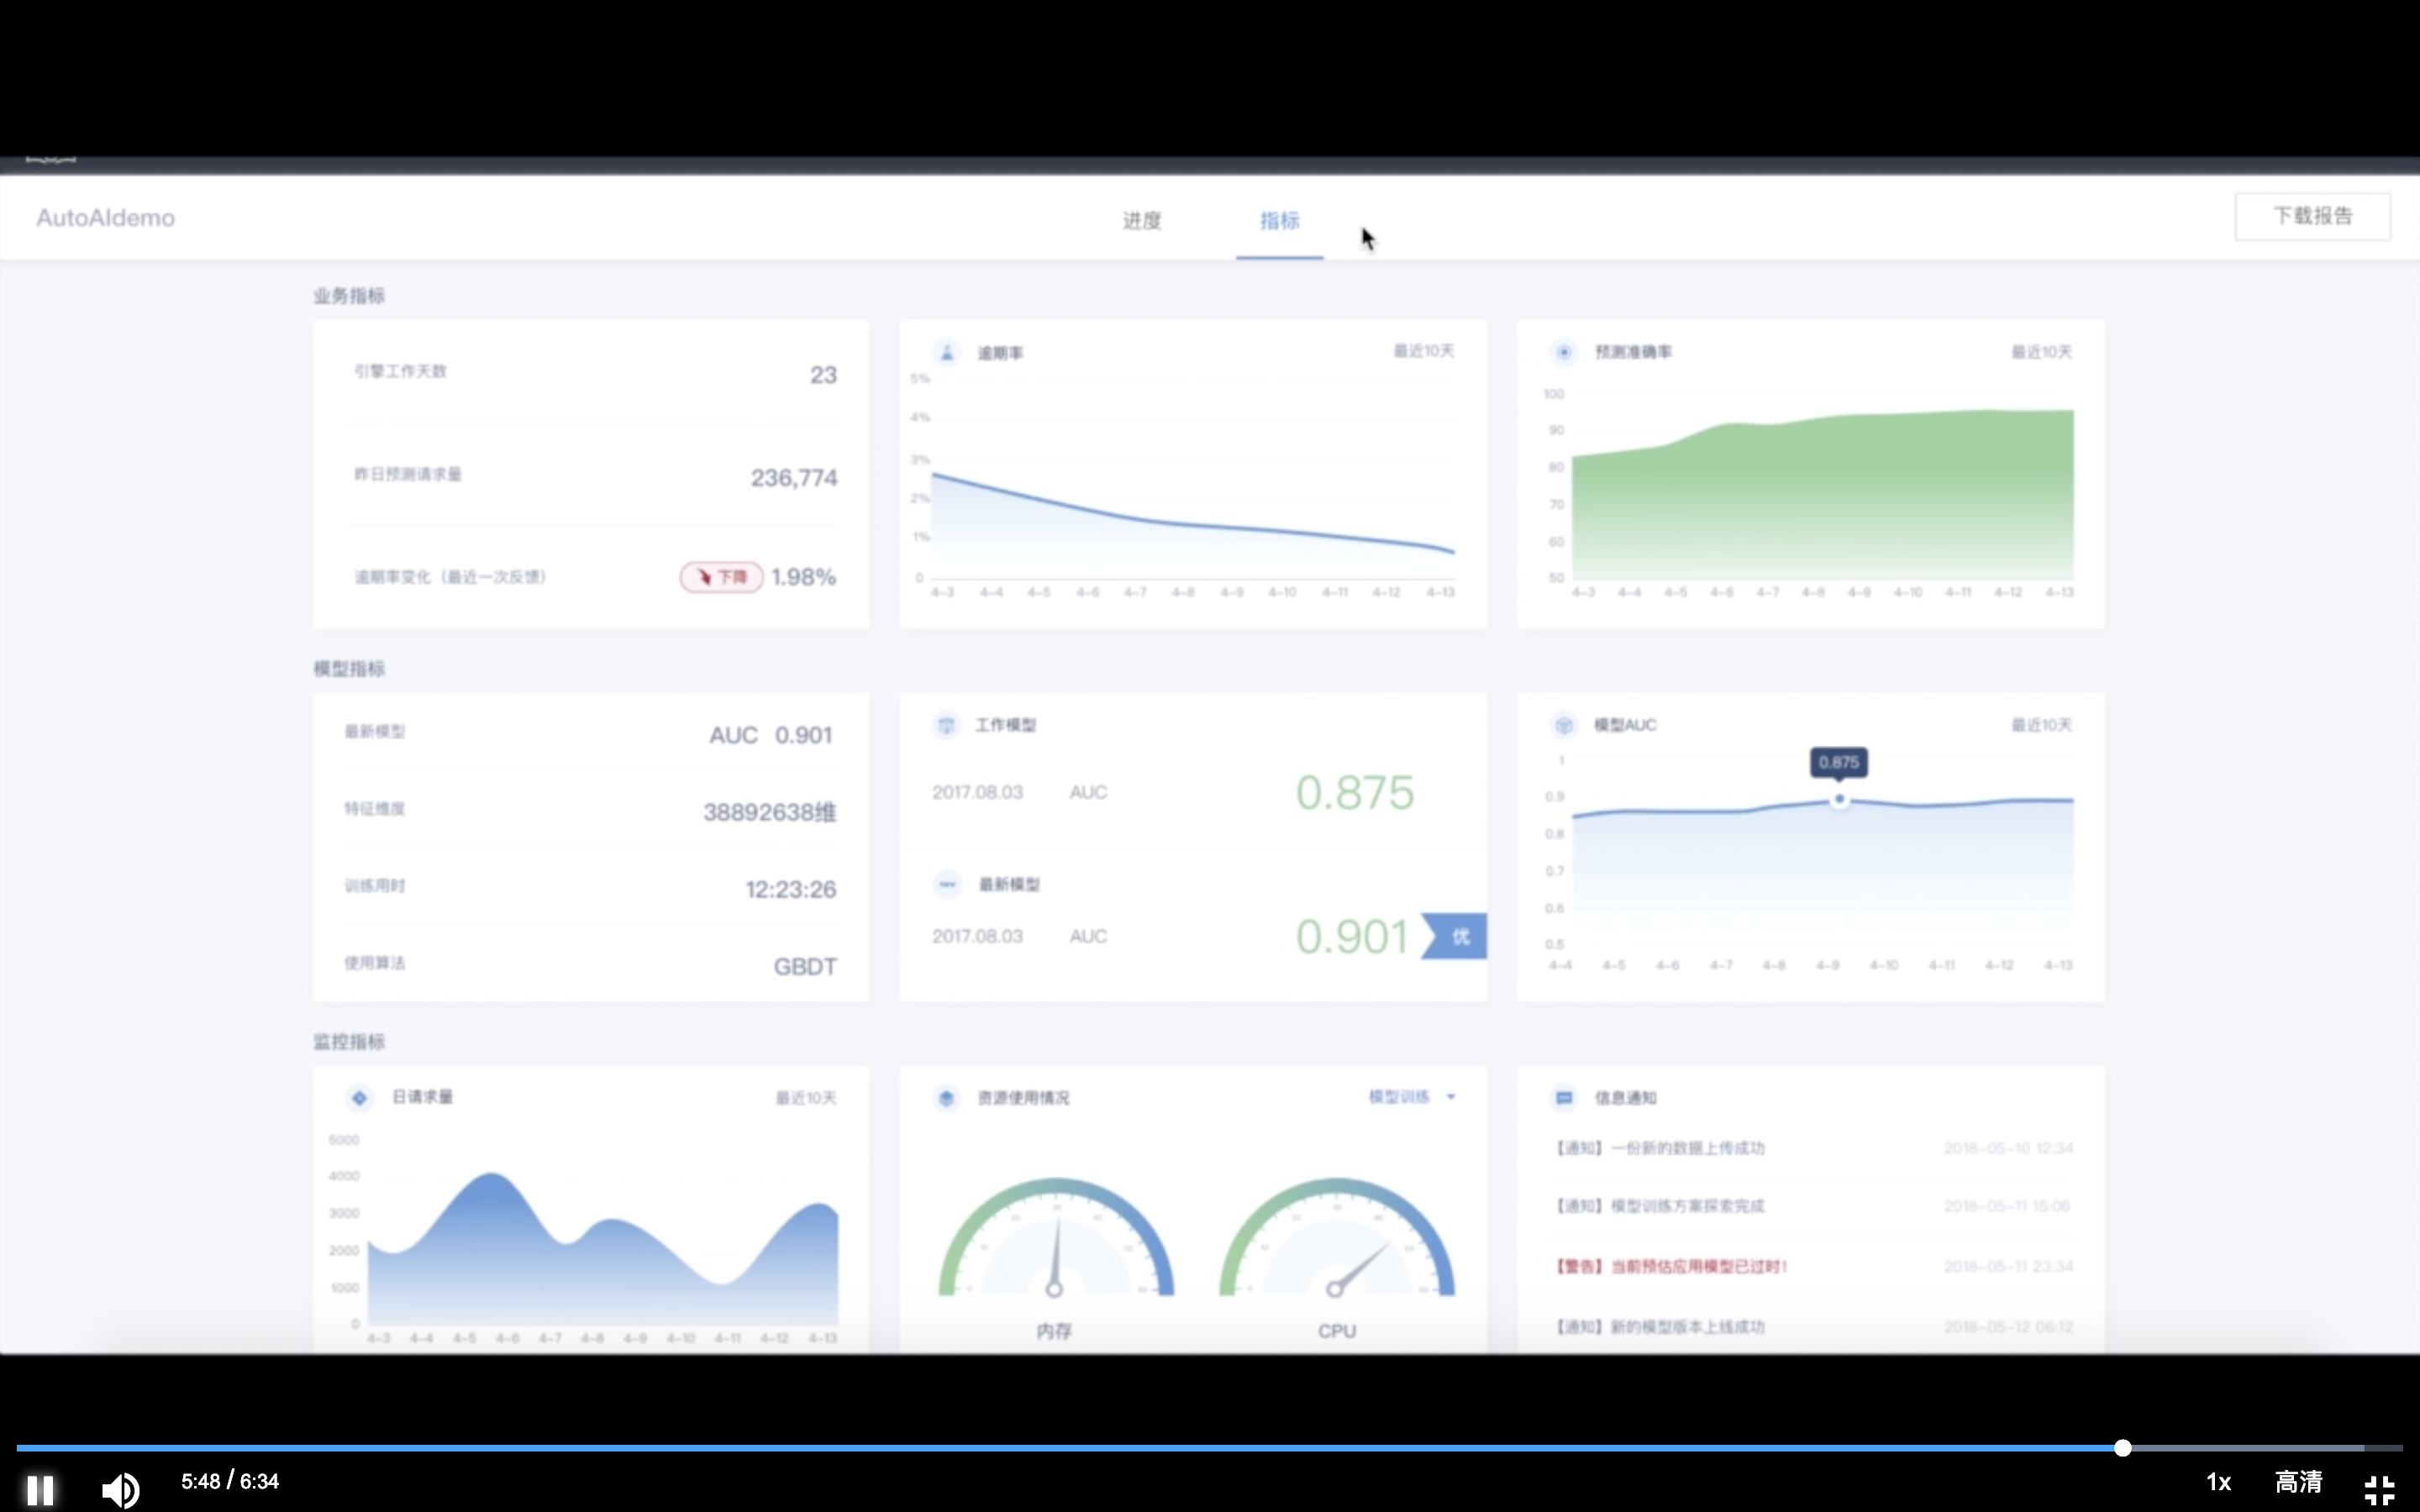 AutoAIdemo
进度
指标
下载报告
业务指标
引擎工作天数
23
昨日预测请求量
236,774
逾期率变化（最近一次反馈）
下降
1.98%
逾期率
最近10天
5%
4%
3%
2%
1%
0
4-3 4-4 4-5 4-6 4-7 4-8 4-9 4-10 4-11 4-12 4-13
预测准确率
最近10天
100
90
80
70
60
50
4-3 4-4 4-5 4-6 4-7 4-8 4-9 4-10 4-11 4-12 4-13
模型指标
最新模型
AUC 0.901
特征维度
38892638维
训练用时
12:23:26
使用算法
GBDT
工作模型
2017.08.03 AUC 0.875
new 最新模型
2017.08.03 AUC 0.901 优
模型AUC
最近10天
0.875
1
0.9
0.8
0.7
0.6
0.5
4-4 4-5 4-6 4-7 4-8 4-9 4-10 4-11 4-12 4-13
监控指标
日请求量
最近10天
5000
4000
3000
2000
1000
0
4-3 4-4 4-5 4-6 4-7 4-8 4-9 4-10 4-11 4-12 4-13
资源使用情况
模型训练
内存
CPU
信息通知
【通知】一份新的数据上传成功 2018-05-10 12:34
【通知】模型训练方案探索完成 2018-05-11 15:06
【警告】当前预估应用模型已过时！ 2018-05-11 23:34
【通知】新的模型版本上线成功 2018-05-12 06:12
5:48 / 6:34
1x
高清